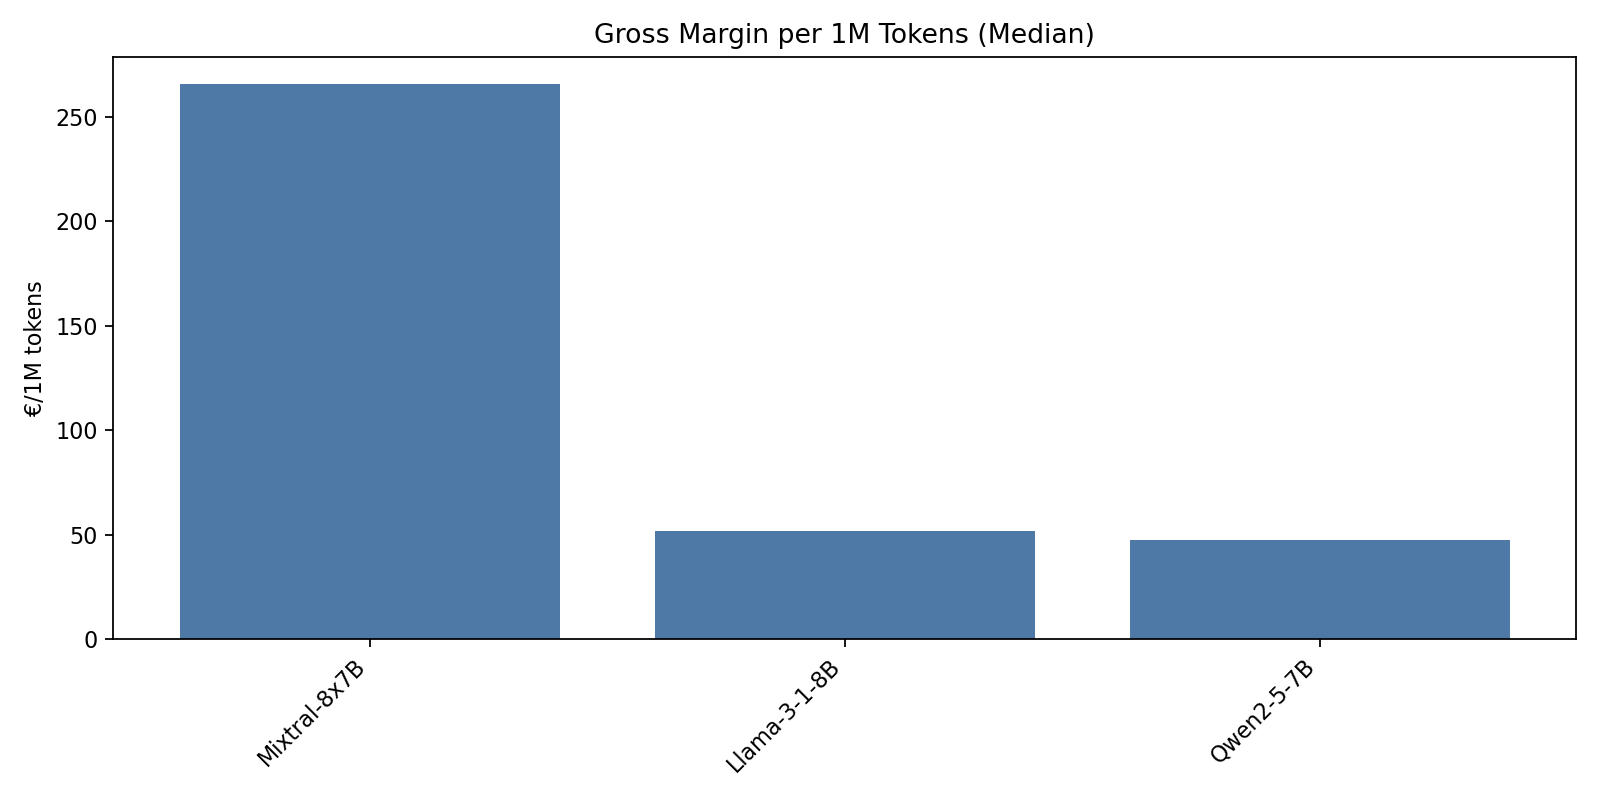 Gross Margin per 1M Tokens (Median)
€/1M tokens
250
200
150
100
50
0
Mixtral-8x7B
Llama-3-1-8B
Qwen2-5-7B